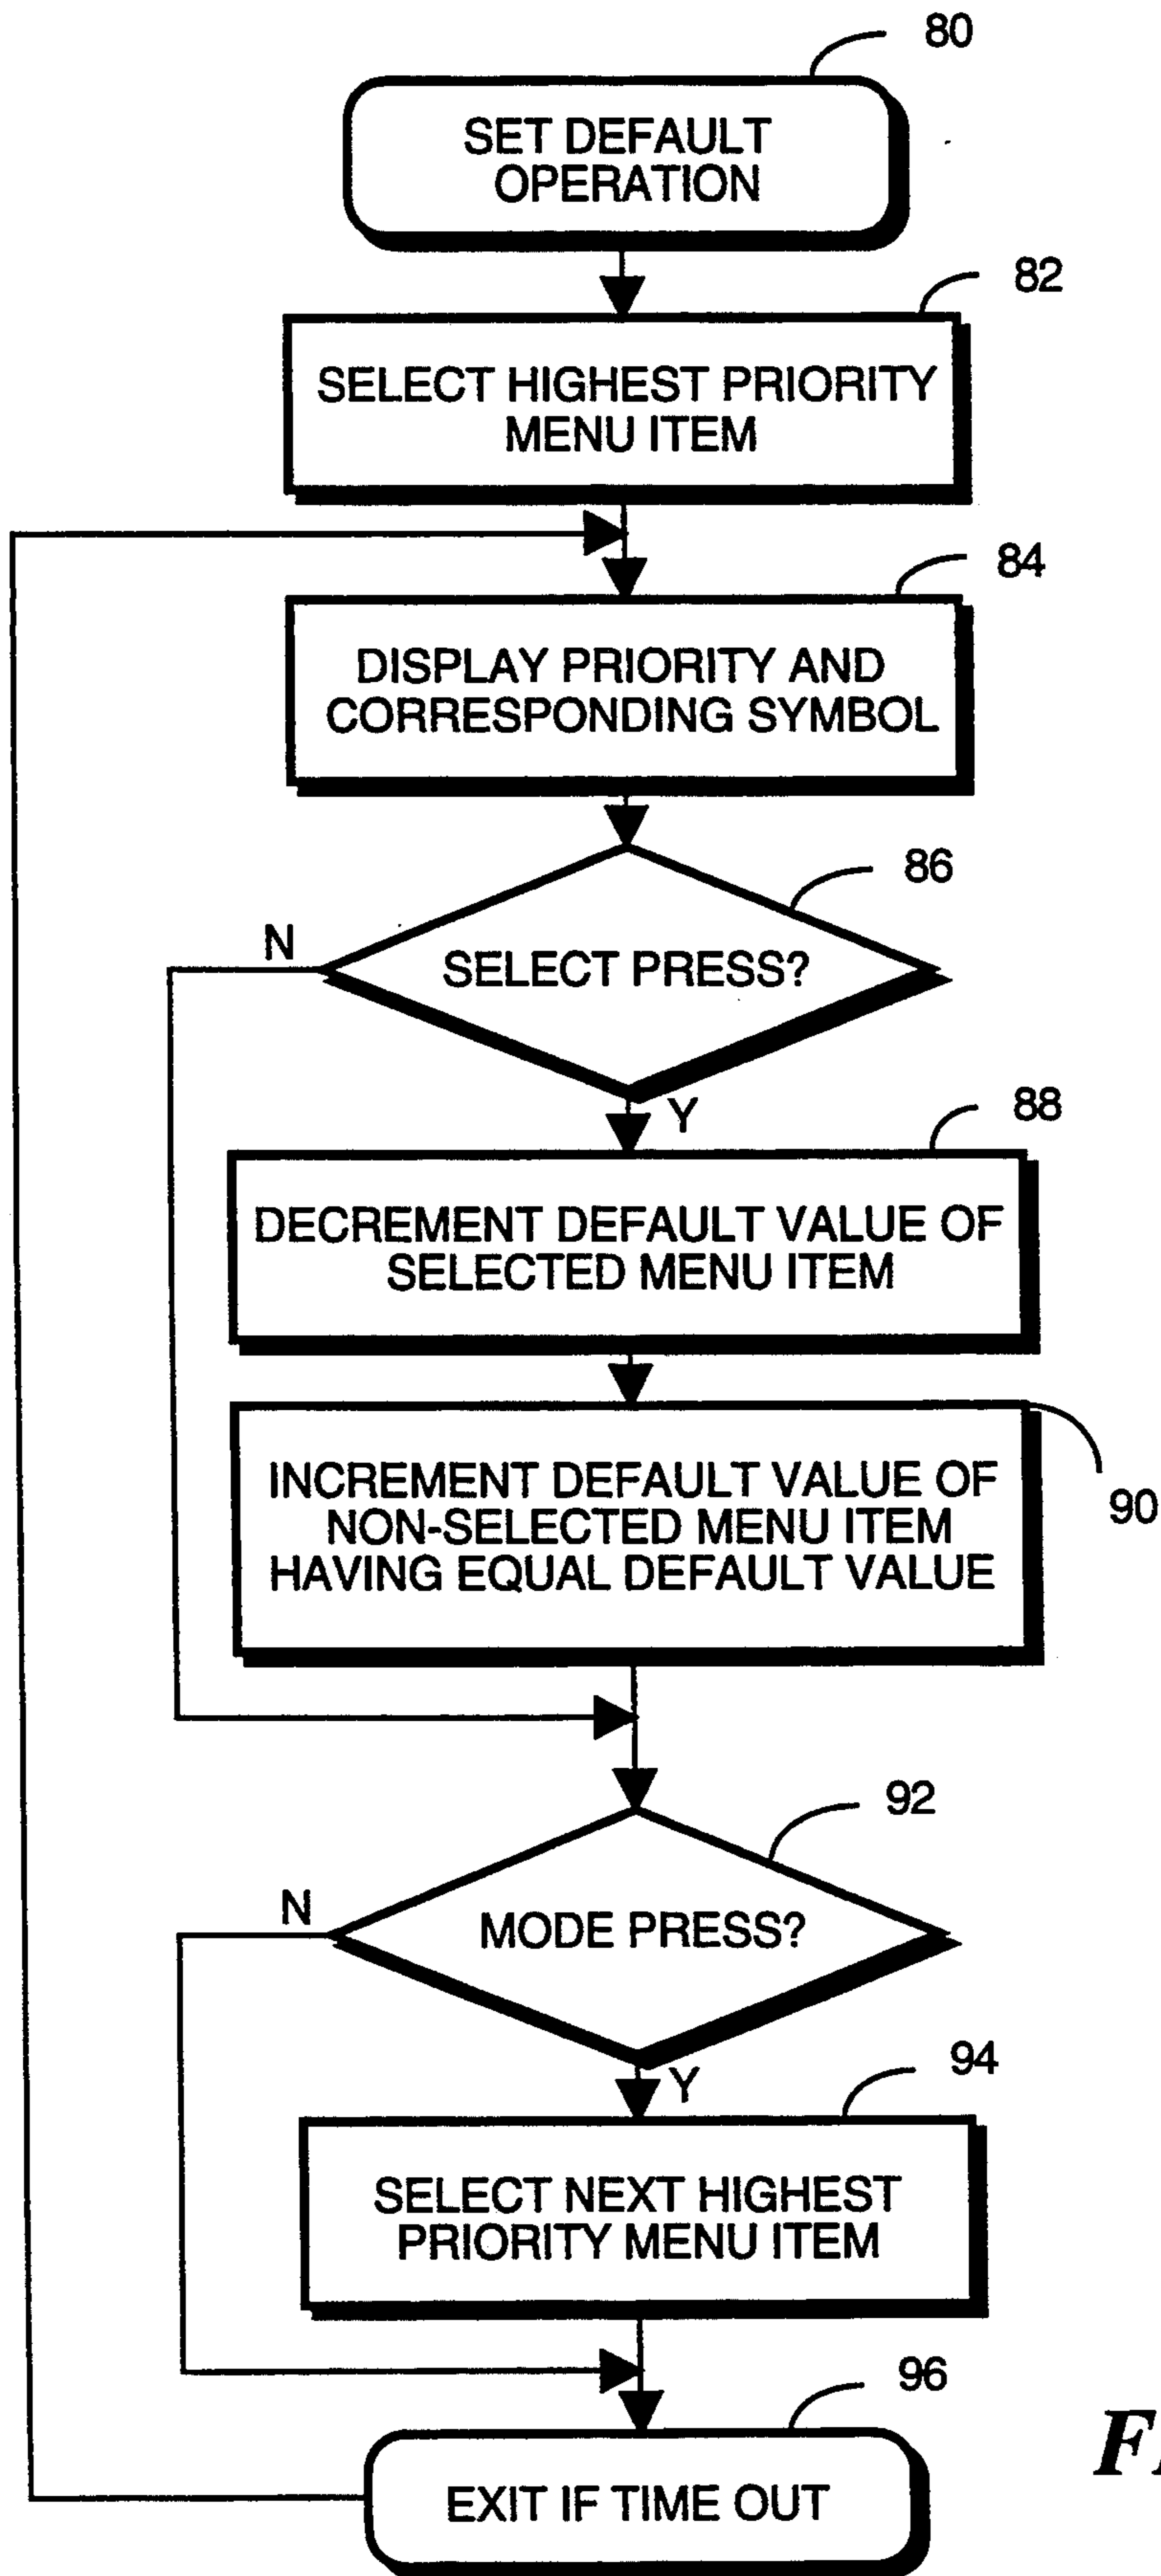 80
SET DEFAULT
OPERATION
82
SELECT HIGHEST PRIORITY
MENU ITEM
84
DISPLAY PRIORITY AND
CORRESPONDING SYMBOL
86
N
SELECT PRESS?
Y
88
DECREMENT DEFAULT VALUE OF
SELECTED MENU ITEM
90
INCREMENT DEFAULT VALUE OF
NON-SELECTED MENU ITEM
HAVING EQUAL DEFAULT VALUE
92
N
MODE PRESS?
Y
94
SELECT NEXT HIGHEST
PRIORITY MENU ITEM
96
EXIT IF TIME OUT